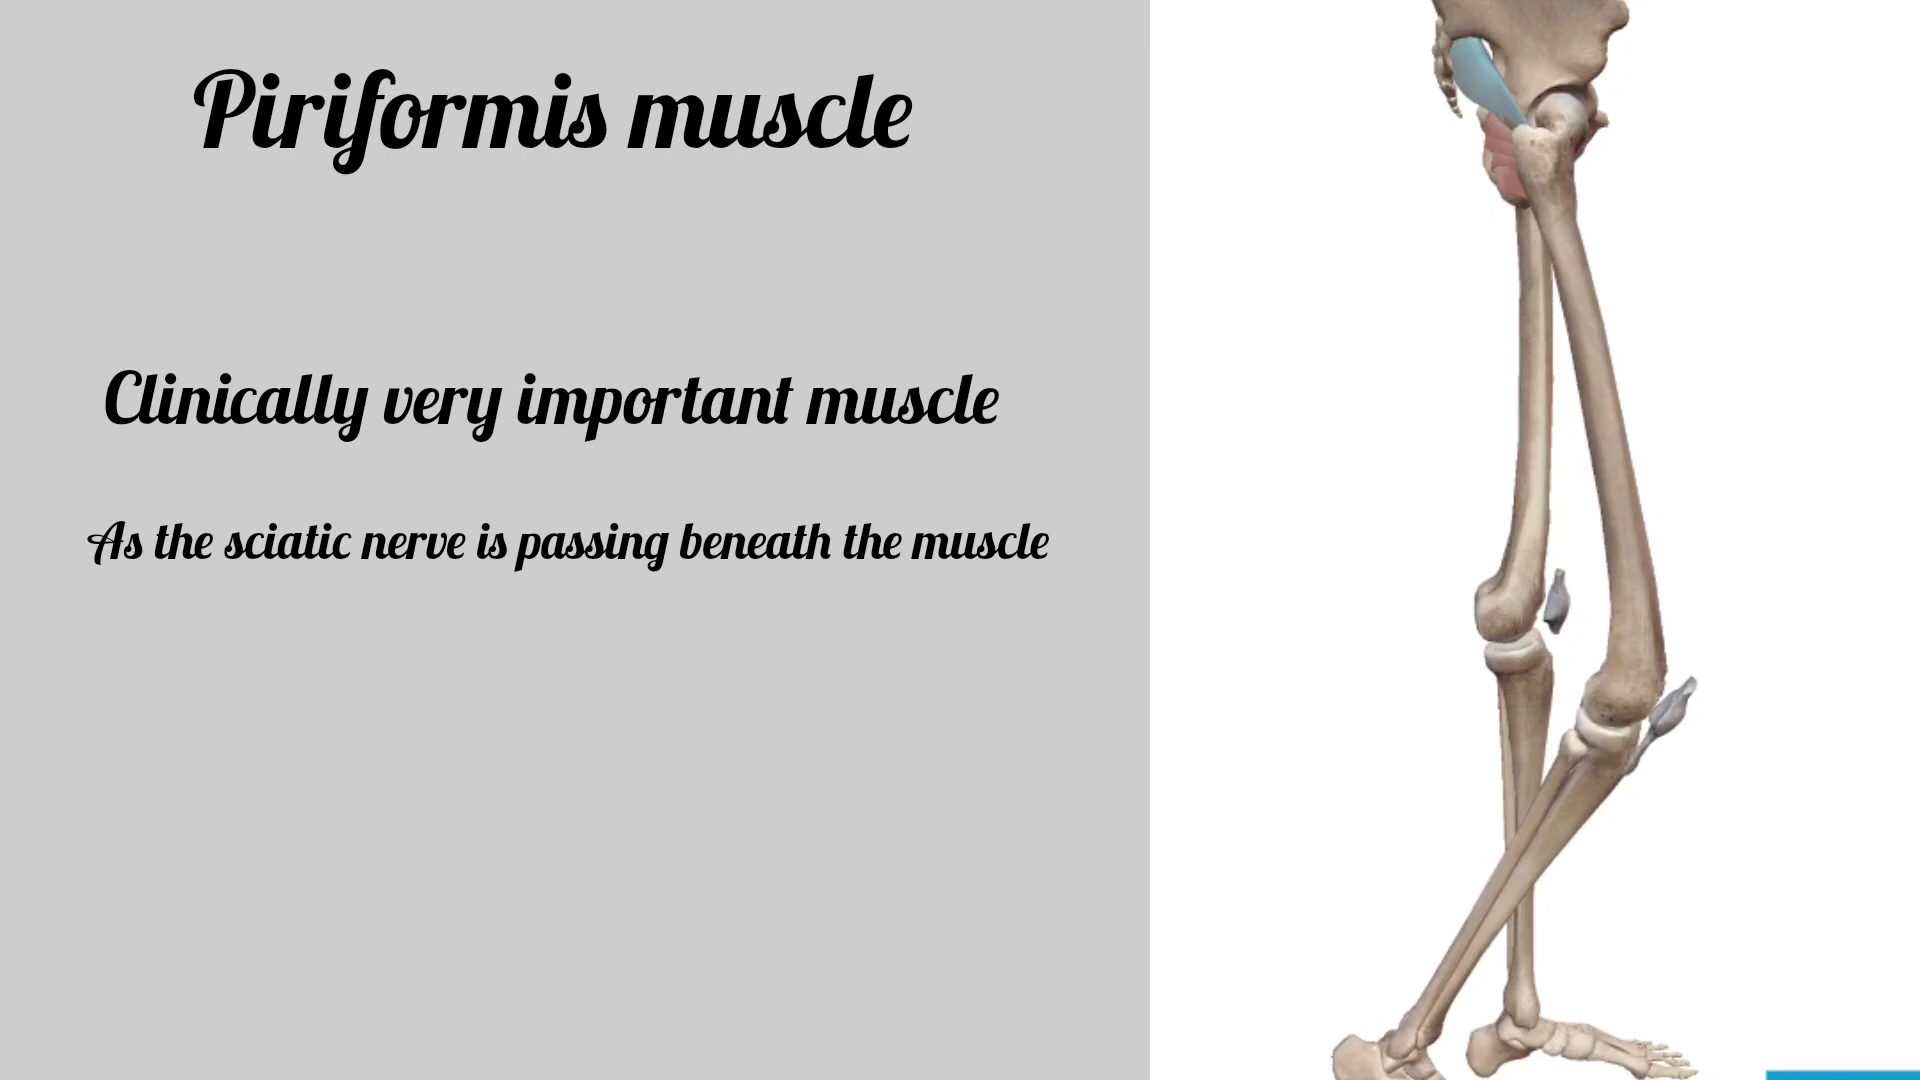 Piriformis muscle
Clinically very important muscle
As the sciatic nerve is passing beneath the muscle